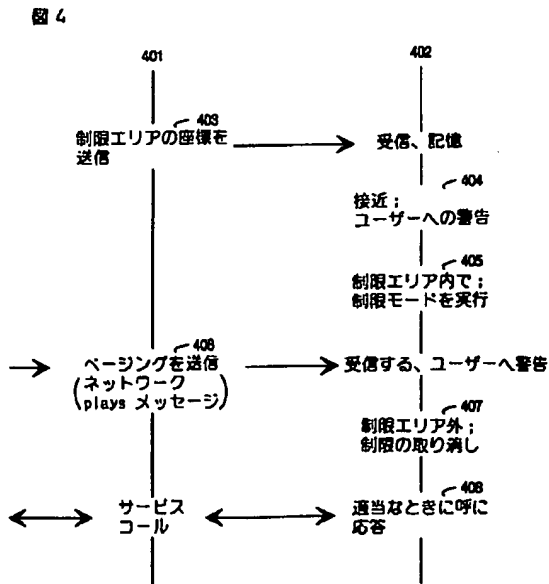 図 4
401
402
403
制限エリアの座標を
送信
受信、記憶
404
接近；
ユーザーへの警告
405
制限エリア内で；
制限モードを実行
406
ページングを送信
(ネットワーク
plays メッセージ)
受信する、ユーザーへ警告
407
制限エリア外；
制限の取り消し
サービス
コール
408
適当なときに呼に
応答